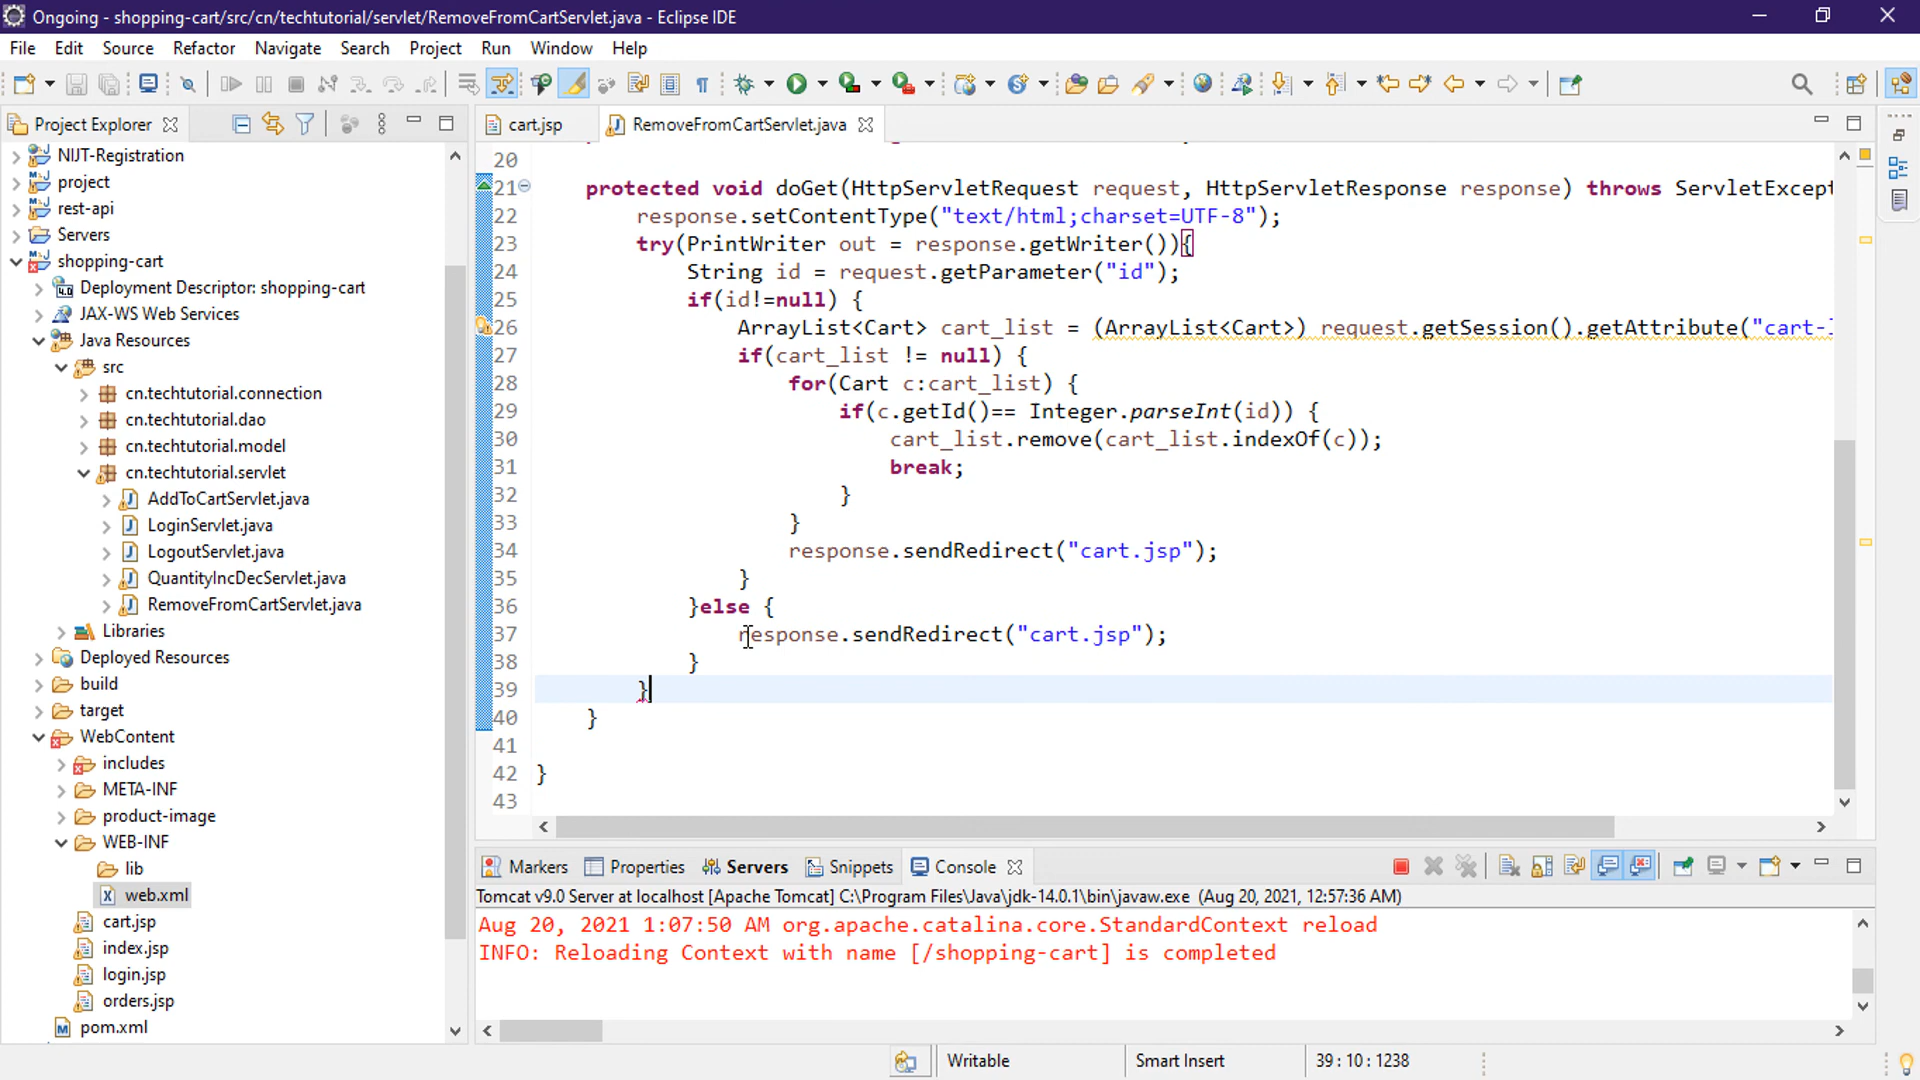 Ongoing - shopping-cart/src/cn/techtutorial/servlet/RemoveFromCartServlet.java - Eclipse IDE
File Edit Source Refactor Navigate Search Project Run Window Help
Project Explorer
NIJT-Registration
project
rest-api
Servers
shopping-cart
Deployment Descriptor: shopping-cart
JAX-WS Web Services
Java Resources
src
cn.techtutorial.connection
cn.techtutorial.dao
cn.techtutorial.model
cn.techtutorial.servlet
AddToCartServlet.java
LoginServlet.java
LogoutServlet.java
QuantityIncDecServlet.java
RemoveFromCartServlet.java
Libraries
Deployed Resources
build
target
WebContent
includes
META-INF
product-image
WEB-INF
lib
web.xml
cart.jsp
index.jsp
login.jsp
orders.jsp
pom.xml
cart.jsp RemoveFromCartServlet.java
20
21 protected void doGet(HttpServletRequest request, HttpServletResponse response) throws ServletExcept
22 response.setContentType("text/html;charset=UTF-8");
23 try(PrintWriter out = response.getWriter()){
24 String id = request.getParameter("id");
25 if(id!=null) {
26 ArrayList<Cart> cart_list = (ArrayList<Cart>) request.getSession().getAttribute("cart-l
27 if(cart_list != null) {
28 for(Cart c:cart_list) {
29 if(c.getId()== Integer.parseInt(id)) {
30 cart_list.remove(cart_list.indexOf(c));
31 break;
32 }
33 }
34 response.sendRedirect("cart.jsp");
35 }
36 }else {
37 response.sendRedirect("cart.jsp");
38 }
39 }
40 }
41
42 }
43
Markers Properties Servers Snippets Console
Tomcat v9.0 Server at localhost [Apache Tomcat] C:\Program Files\Java\jdk-14.0.1\bin\javaw.exe (Aug 20, 2021, 12:57:36 AM)
Aug 20, 2021 1:07:50 AM org.apache.catalina.core.StandardContext reload
INFO: Reloading Context with name [/shopping-cart] is completed
Writable Smart Insert 39 : 10 : 1238